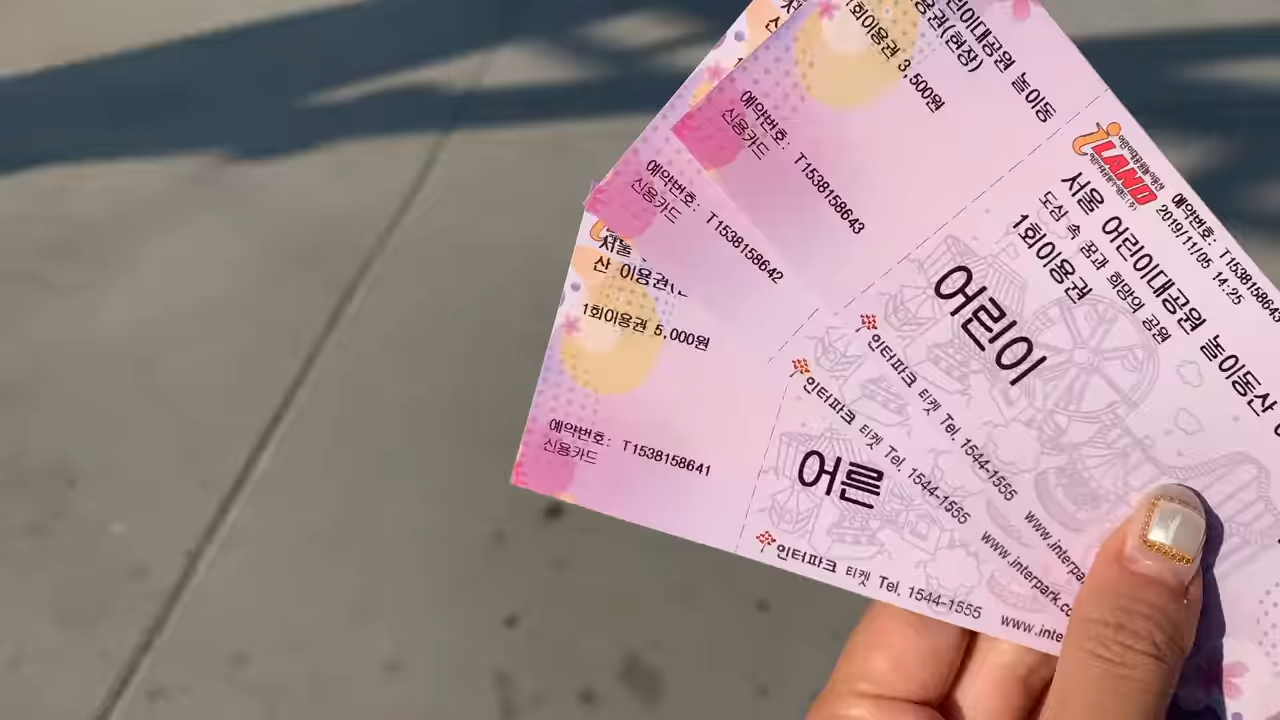 어린이대공원 놀이동
용권(현장)
1회이용권 3,500원
예약번호: T1538158643
신용카드
iLAND
예약번호: T1538158643
2019/11/05 14:25
서울 어린이대공원 놀이동산
도심 속 꿈과 희망의 공원
1회이용권
어린이
인터파크 티켓 Tel. 1544-1555 www.interpa
예약번호: T1538158642
신용카드
인터파크 티켓 Tel. 1544-1555 www.interpark.c
서울
산 이용권(
1회이용권 5,000원
예약번호: T1538158641
신용카드
어른
인터파크 티켓 Tel. 1544-1555 www.inte